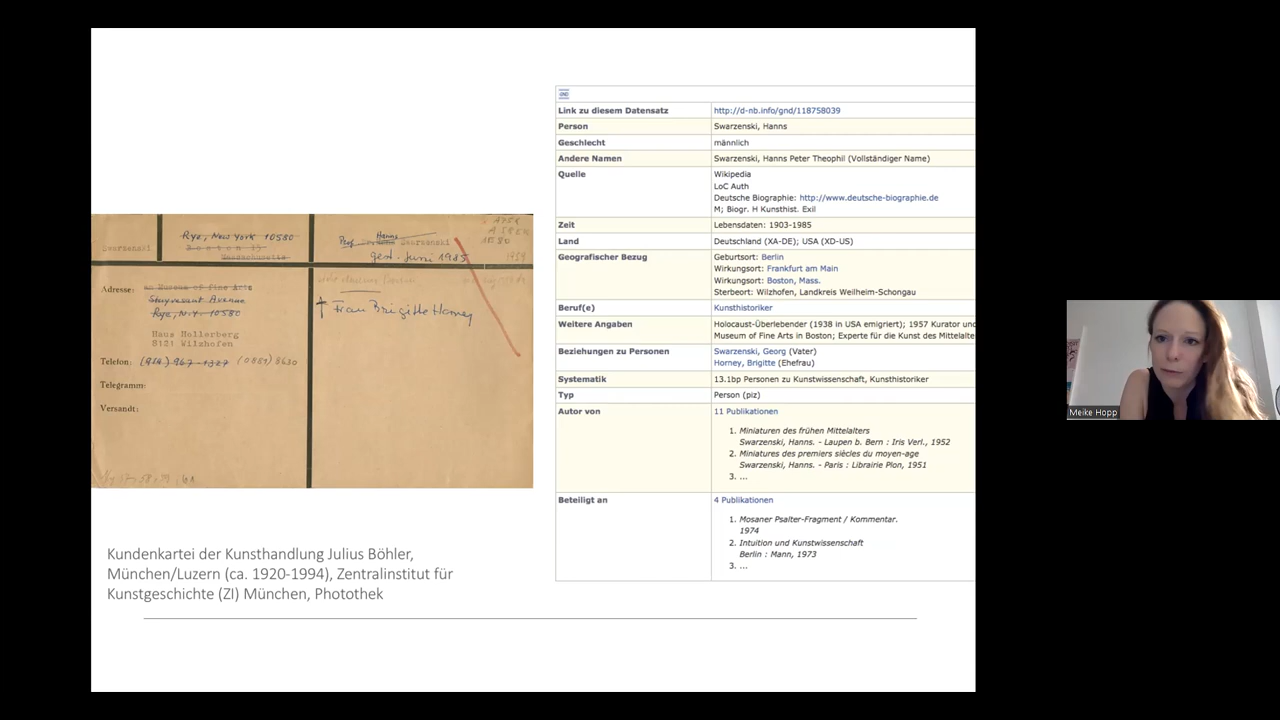 Swarzenski
Rye, New York 10580
Boston 15
Massachusetts
Prof. Hanns Swarzenski
gest. Juni 1985
Adresse: an Museum of Fine Arts
Stuyvesant Avenue
Rye, N.Y. 10580
Haus Hollerberg
8121 Wilzhofen
Telefon: (914) 967-1327 (0881) 8630
Telegramm:
Versandt:
† Frau Brigitte Horney
Kundenkartei der Kunsthandlung Julius Böhler,
München/Luzern (ca. 1920-1994), Zentralinstitut für
Kunstgeschichte (ZI) München, Photothek
GND
Link zu diesem Datensatz http://d-nb.info/gnd/118758039
Person Swarzenski, Hanns
Geschlecht männlich
Andere Namen Swarzenski, Hanns Peter Theophil (Vollständiger Name)
Quelle Wikipedia
LoC Auth
Deutsche Biographie: http://www.deutsche-biographie.de
M; Biogr. H Kunsthist. Exil
Zeit Lebensdaten: 1903-1985
Land Deutschland (XA-DE); USA (XD-US)
Geografischer Bezug Geburtsort: Berlin
Wirkungsort: Frankfurt am Main
Wirkungsort: Boston, Mass.
Sterbeort: Wilzhofen, Landkreis Weilheim-Schongau
Beruf(e) Kunsthistoriker
Weitere Angaben Holocaust-Überlebender (1938 in USA emigriert); 1957 Kurator und
Museum of Fine Arts in Boston; Experte für die Kunst des Mittelalte
Beziehungen zu Personen Swarzenski, Georg (Vater)
Horney, Brigitte (Ehefrau)
Systematik 13.1bp Personen zu Kunstwissenschaft, Kunsthistoriker
Typ Person (piz)
Autor von 11 Publikationen
1. Miniaturen des frühen Mittelalters
Swarzenski, Hanns. - Laupen b. Bern : Iris Verl., 1952
2. Miniatures des premiers siècles du moyen-age
Swarzenski, Hanns. - Paris : Librairie Plon, 1951
3. ...
Beteiligt an 4 Publikationen
1. Mosaner Psalter-Fragment / Kommentar.
1974
2. Intuition und Kunstwissenschaft
Berlin : Mann, 1973
3. ...
Meike Hopp